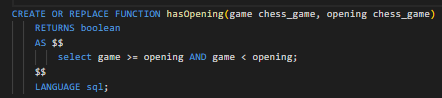 CREATE OR REPLACE FUNCTION hasOpening(game chess_game, opening chess_game)
RETURNS boolean
AS $$
select game >= opening AND game < opening;
$$
LANGUAGE sql;